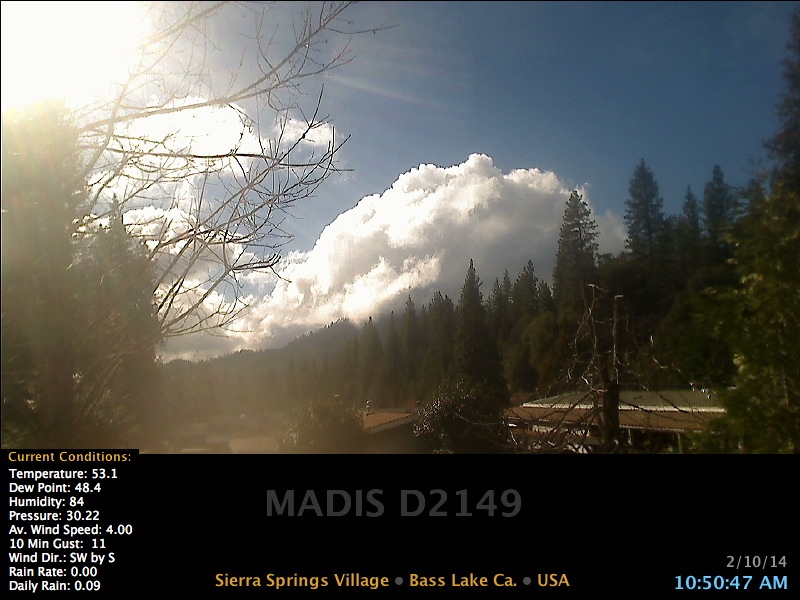 Current Conditions:
Temperature: 53.1
Dew Point: 48.4
Humidity: 84
Pressure: 30.22
Av. Wind Speed: 4.00
10 Min Gust: 11
Wind Dir.: SW by S
Rain Rate: 0.00
Daily Rain: 0.09
MADIS D2149
Sierra Springs Village • Bass Lake Ca. • USA
2/10/14
10:50:47 AM